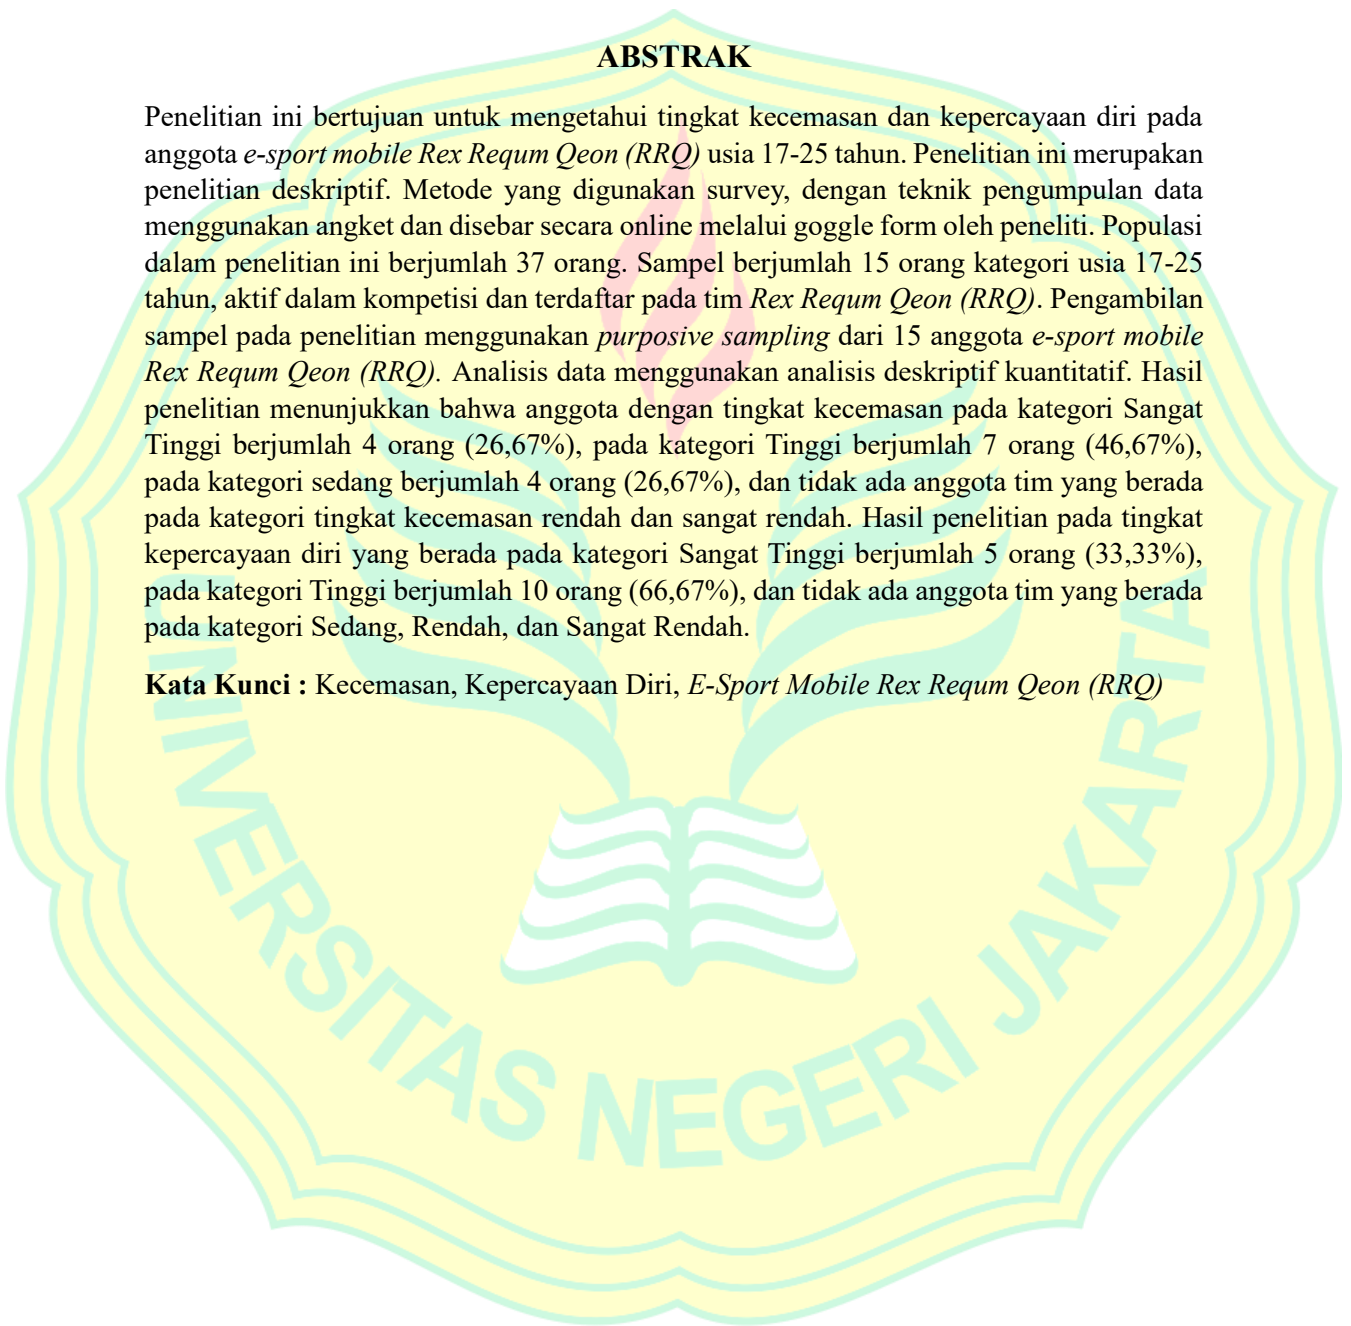 ABSTRAK
Penelitian ini bertujuan untuk mengetahui tingkat kecemasan dan kepercayaan diri pada
anggota e-sport mobile Rex Requm Qeon (RRQ) usia 17-25 tahun. Penelitian ini merupakan
penelitian deskriptif. Metode yang digunakan survey, dengan teknik pengumpulan data
menggunakan angket dan disebar secara online melalui goggle form oleh peneliti. Populasi
dalam penelitian ini berjumlah 37 orang. Sampel berjumlah 15 orang kategori usia 17-25
tahun, aktif dalam kompetisi dan terdaftar pada tim Rex Requm Qeon (RRQ). Pengambilan
sampel pada penelitian menggunakan purposive sampling dari 15 anggota e-sport mobile
Rex Requm Qeon (RRQ). Analisis data menggunakan analisis deskriptif kuantitatif. Hasil
penelitian menunjukkan bahwa anggota dengan tingkat kecemasan pada kategori Sangat
Tinggi berjumlah 4 orang (26,67%), pada kategori Tinggi berjumlah 7 orang (46,67%),
pada kategori sedang berjumlah 4 orang (26,67%), dan tidak ada anggota tim yang berada
pada kategori tingkat kecemasan rendah dan sangat rendah. Hasil penelitian pada tingkat
kepercayaan diri yang berada pada kategori Sangat Tinggi berjumlah 5 orang (33,33%),
pada kategori Tinggi berjumlah 10 orang (66,67%), dan tidak ada anggota tim yang berada
pada kategori Sedang, Rendah, dan Sangat Rendah.
Kata Kunci : Kecemasan, Kepercayaan Diri, E-Sport Mobile Rex Requm Qeon (RRQ)
UNIVERSITAS NEGERI JAKARTA